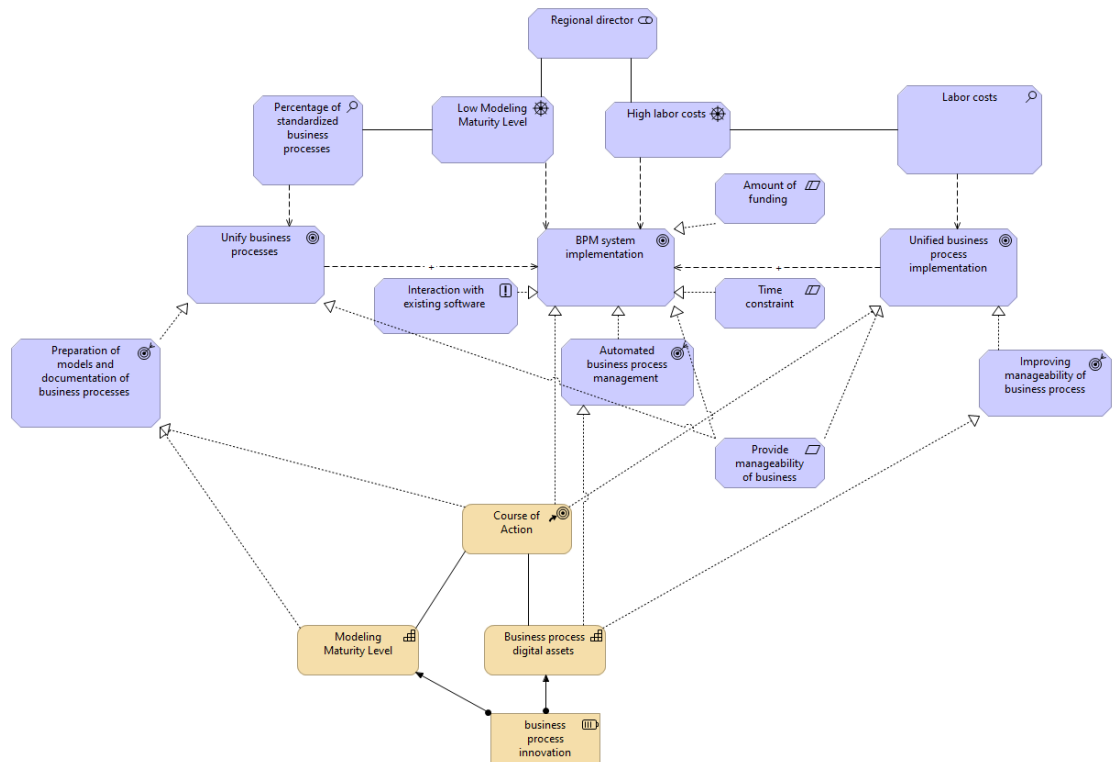 Regional director
Percentage of
standardized
business
processes
Low Modeling
Maturity Level
High labor costs
Labor costs
Amount of
funding
Unify business
processes
BPM system
implementation
Unified business
process
implementation
+
+
Interaction with
existing software
Time
constraint
Preparation of
models and
documentation of
business processes
Automated
business process
management
Improving
manageability of
business process
Provide
manageability
of business
Course of
Action
Modeling
Maturity Level
Business process
digital assets
business
process
innovation